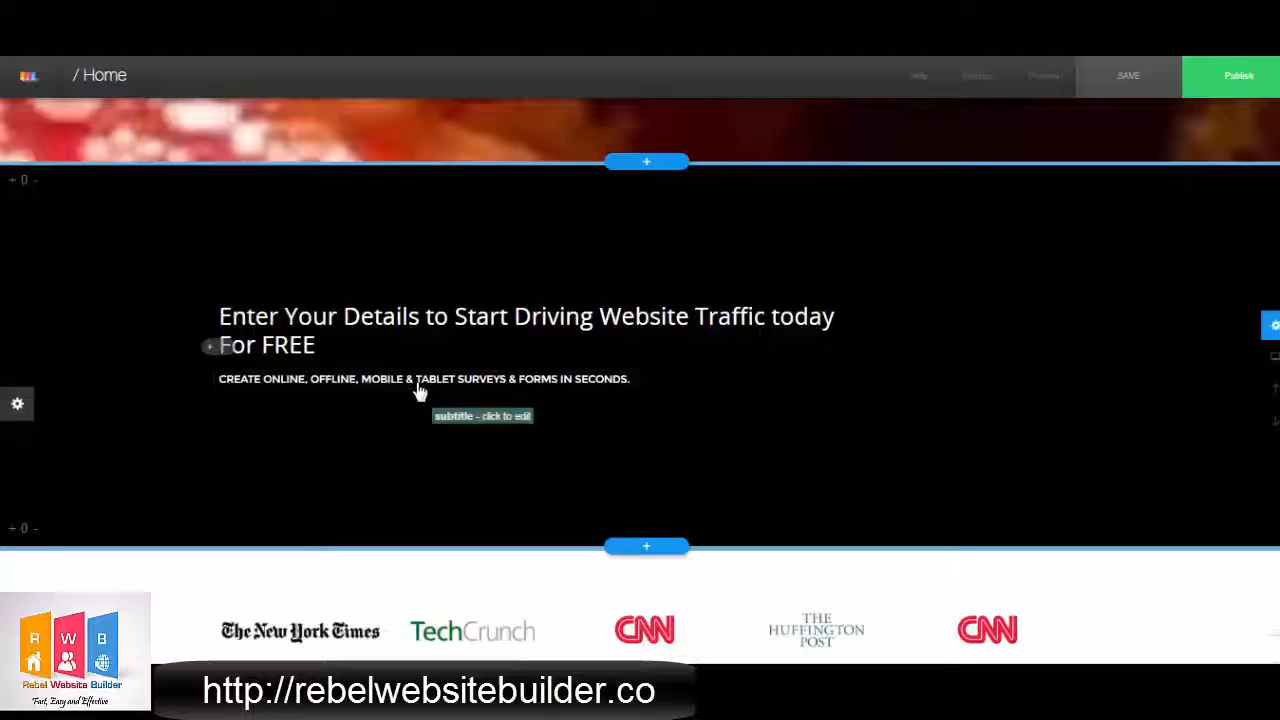 / Home
Help
Preview
SAVE
Publish
+
+ 0 -
Enter Your Details to Start Driving Website Traffic today
For FREE
+
CREATE ONLINE, OFFLINE, MOBILE & TABLET SURVEYS & FORMS IN SECONDS.
subtitle - click to edit
+ 0 -
+
The New York Times
TechCrunch
CNN
THE
HUFFINGTON
POST
CNN
R W B
Rebel Website Builder
Fast, Easy and Effective
http://rebelwebsitebuilder.co